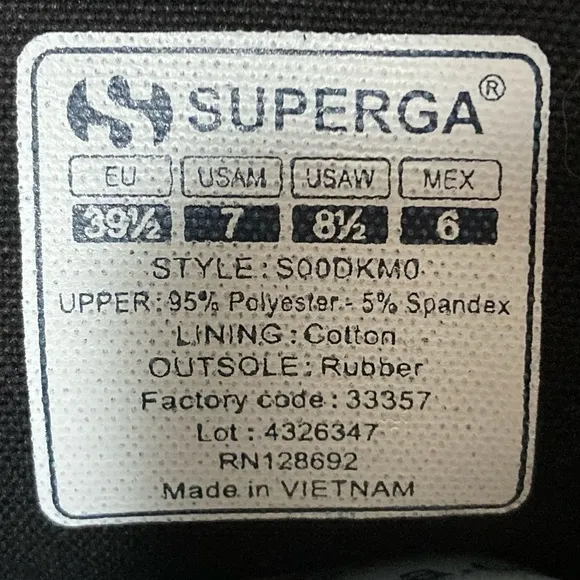 SUPERGA®
EU USAM USAW MEX
39½ 7 8½ 6
STYLE: S00DKM0
UPPER: 95% Polyester - 5% Spandex
LINING: Cotton
OUTSOLE: Rubber
Factory code: 33357
Lot: 4326347
RN128692
Made in VIETNAM